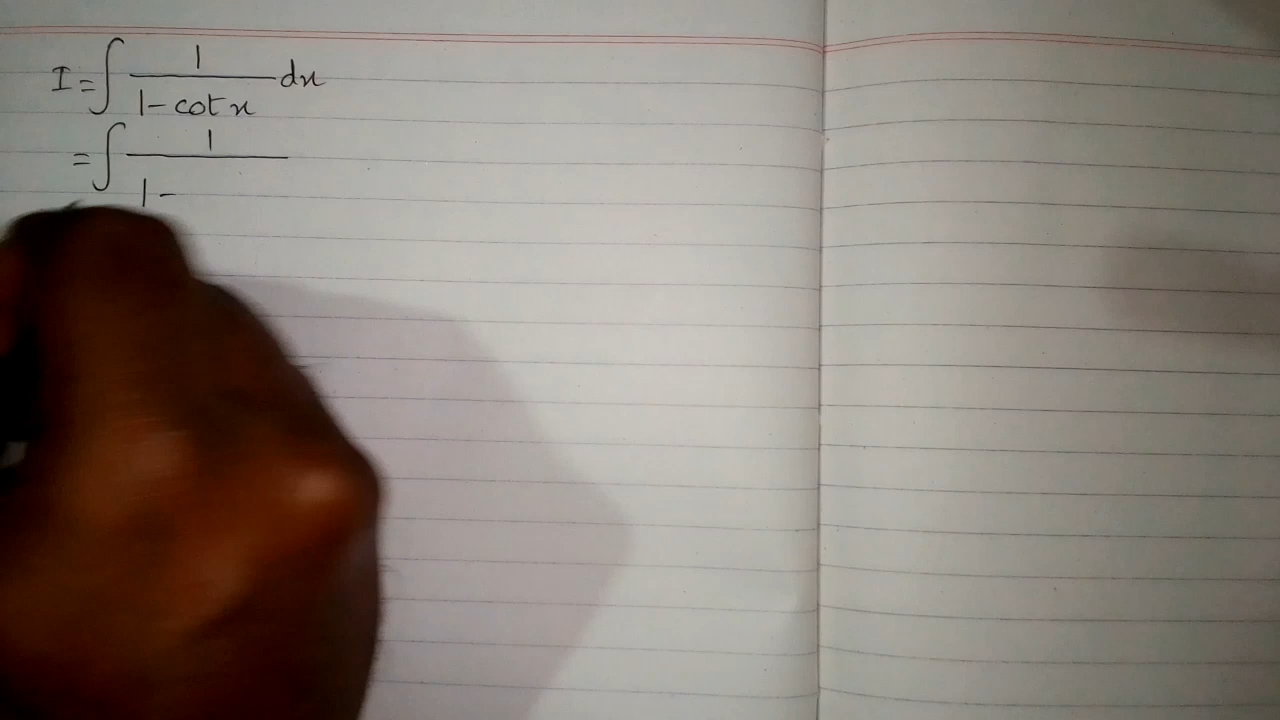 I = ∫ 1/(1 - cot x) dx
= ∫ 1/(1 -